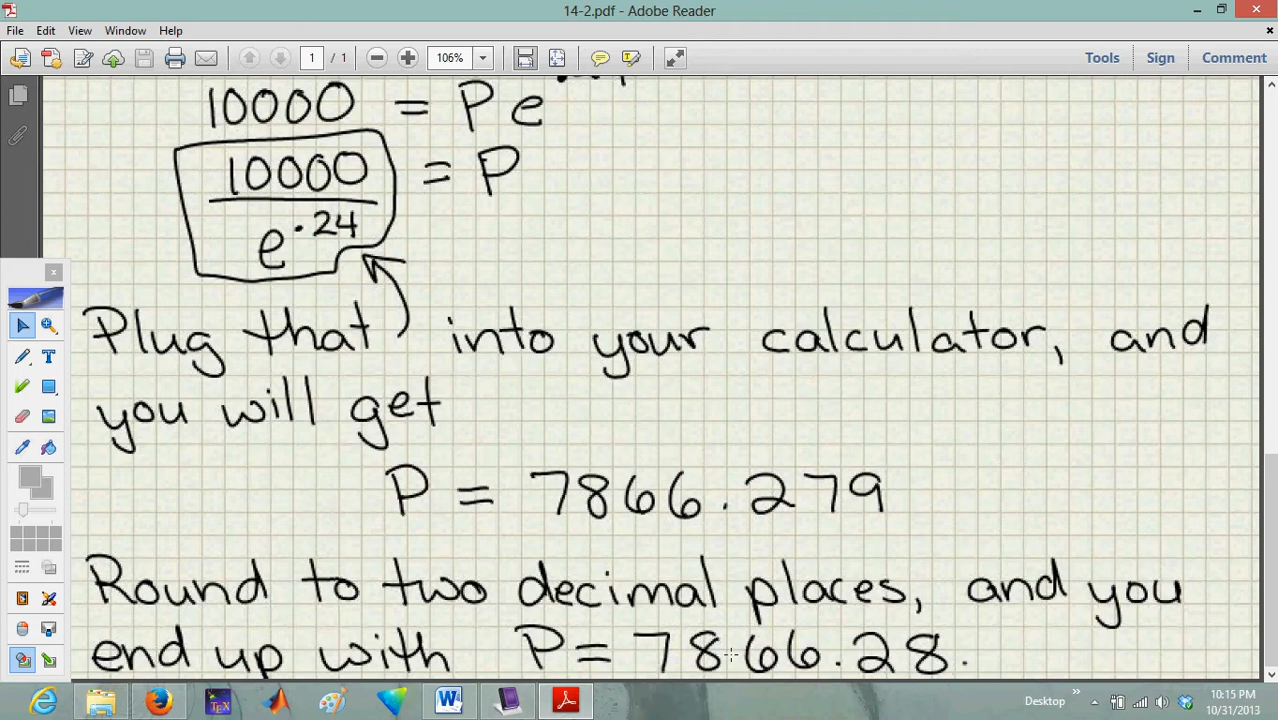 14-2.pdf - Adobe Reader
File Edit View Window Help
1 / 1 106% Tools Sign Comment
10000 = Pe
10000 = P
e^.24
Plug that into your calculator, and
you will get
P = 7866.279
Round to two decimal places, and you
end up with P = 7866.28.
Desktop 10:15 PM
10/31/2013